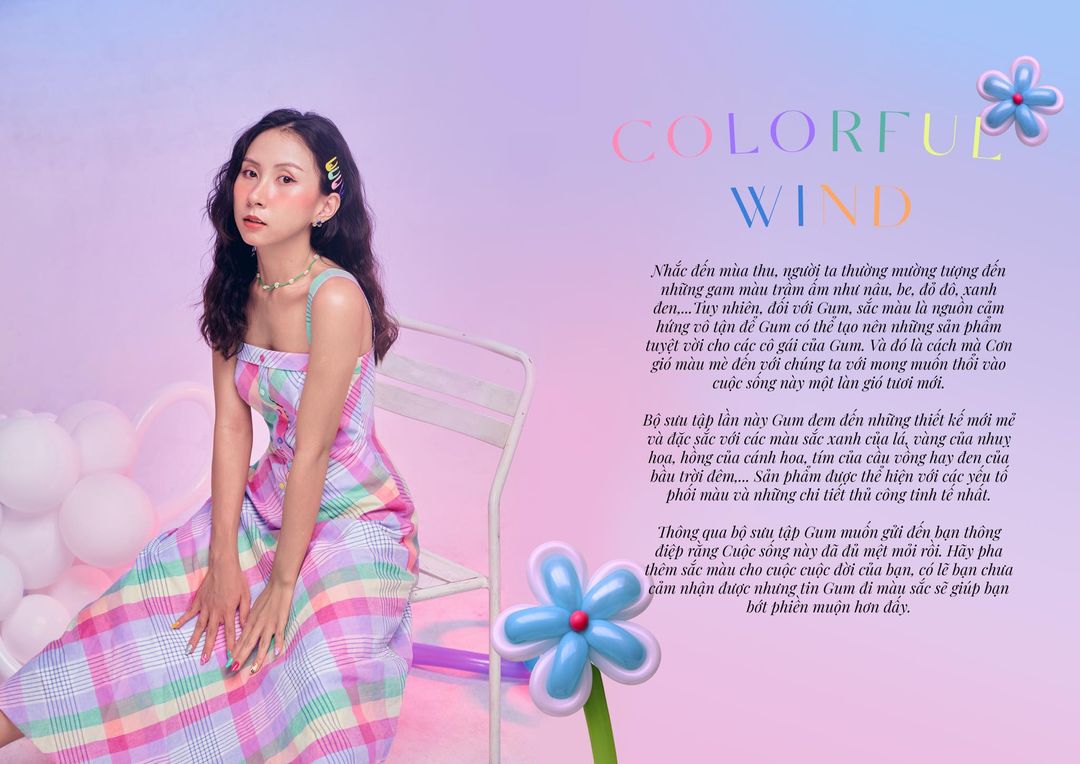 COLORFUL
WIND
Nhắc đến mùa thu, người ta thường mường tượng đến
những gam màu trầm ấm như nâu, be, đỏ đô, xanh
đen,...Tuy nhiên, đối với Gum, sắc màu là nguồn cảm
hứng vô tận để Gum có thể tạo nên những sản phẩm
tuyệt vời cho các cô gái của Gum. Và đó là cách mà Cơn
gió màu mè đến với chúng ta với mong muốn thổi vào
cuộc sống này một làn gió tươi mới.
Bộ sưu tập lần này Gum đem đến những thiết kế mới mẻ
và đặc sắc với các màu sắc xanh của lá, vàng của nhuỵ
hoa, hồng của cánh hoa, tím của cầu vồng hay đen của
bầu trời đêm,... Sản phẩm được thể hiện với các yếu tố
phối màu và những chi tiết thủ công tinh tế nhất.
Thông qua bộ sưu tập Gum muốn gửi đến bạn thông
điệp rằng Cuộc sống này đã đủ mệt mỏi rồi. Hãy pha
thêm sắc màu cho cuộc cuộc đời của bạn, có lẽ bạn chưa
cảm nhận được nhưng tin Gum đi màu sắc sẽ giúp bạn
bớt phiền muộn hơn đấy.